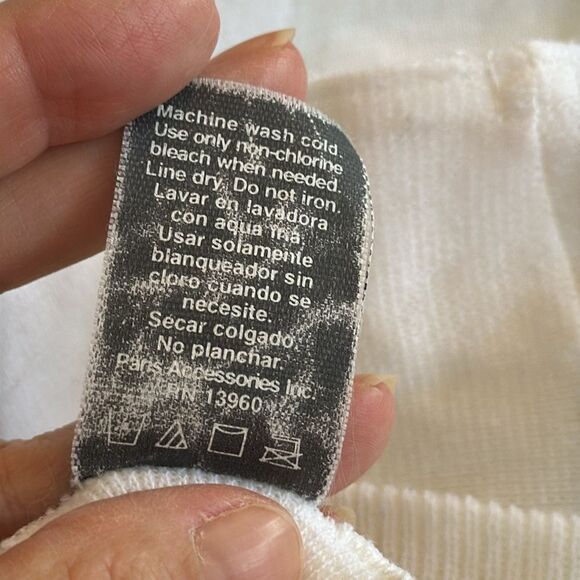 Machine wash cold.
Use only non-chlorine
bleach when needed.
Line dry. Do not iron.
Lavar en lavadora
con agua fria.
Usar solamente
blanqueador sin
cloro cuando se
necesite.
Secar colgado.
No planchar.
Paris Accessories Inc.
RN 13960